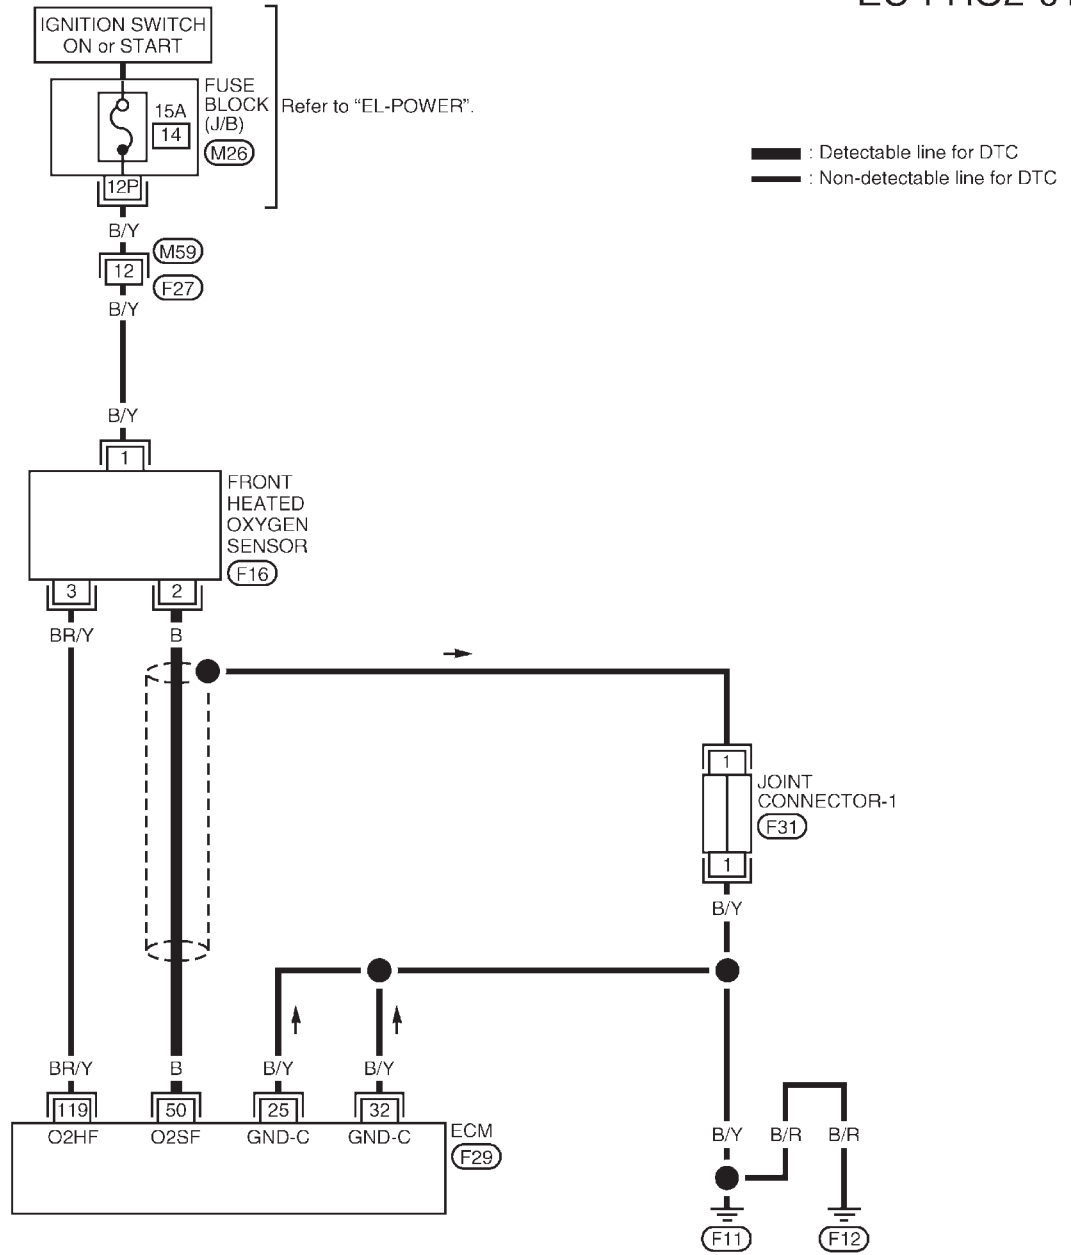 IGNITION SWITCH
ON or START
FUSE
BLOCK
(J/B)
M26
15A
14
Refer to “EL-POWER”.
: Detectable line for DTC
: Non-detectable line for DTC
12P
B/Y
M59
12
F27
B/Y
B/Y
1
FRONT
HEATED
OXYGEN
SENSOR
F16
3
2
BR/Y
B
1
JOINT
CONNECTOR-1
F31
1
B/Y
BR/Y
B
B/Y
B/Y
119
50
25
32
O2HF
O2SF
GND-C
GND-C
ECM
F29
B/Y
B/R
B/R
F11
F12